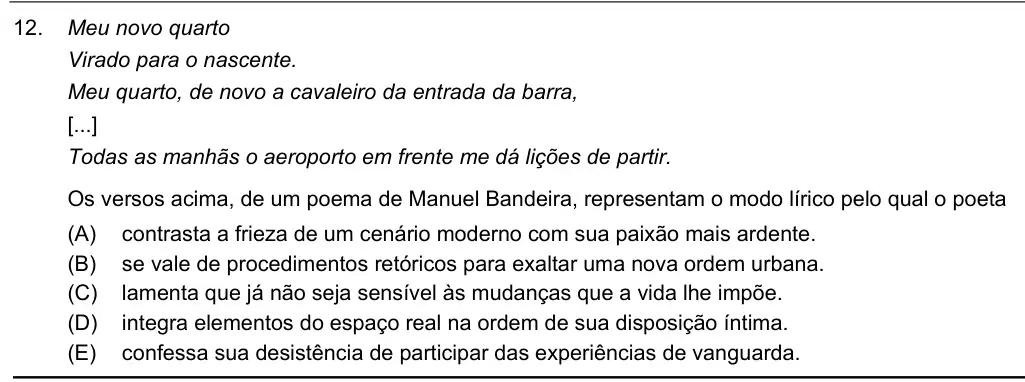 12. Meu novo quarto
Virado para o nascente.
Meu quarto, de novo a cavaleiro da entrada da barra,
[...]
Todas as manhãs o aeroporto em frente me dá lições de partir.
Os versos acima, de um poema de Manuel Bandeira, representam o modo lírico pelo qual o poeta
(A) contrasta a frieza de um cenário moderno com sua paixão mais ardente.
(B) se vale de procedimentos retóricos para exaltar uma nova ordem urbana.
(C) lamenta que já não seja sensível às mudanças que a vida lhe impõe.
(D) integra elementos do espaço real na ordem de sua disposição íntima.
(E) confessa sua desistência de participar das experiências de vanguarda.